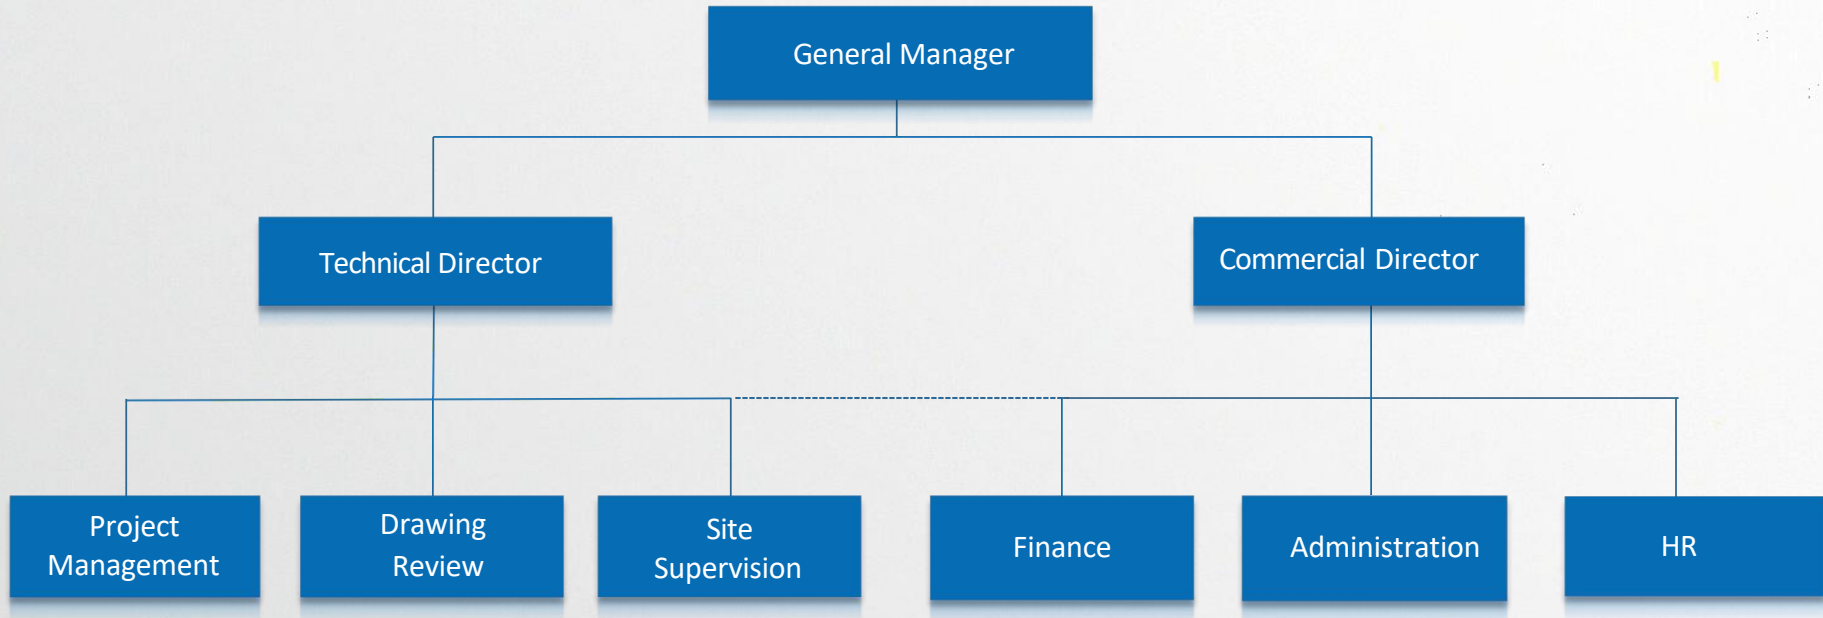 General Manager
Technical Director
Commercial Director
Project
Management
Drawing
Review
Site
Supervision
Finance
Administration
HR